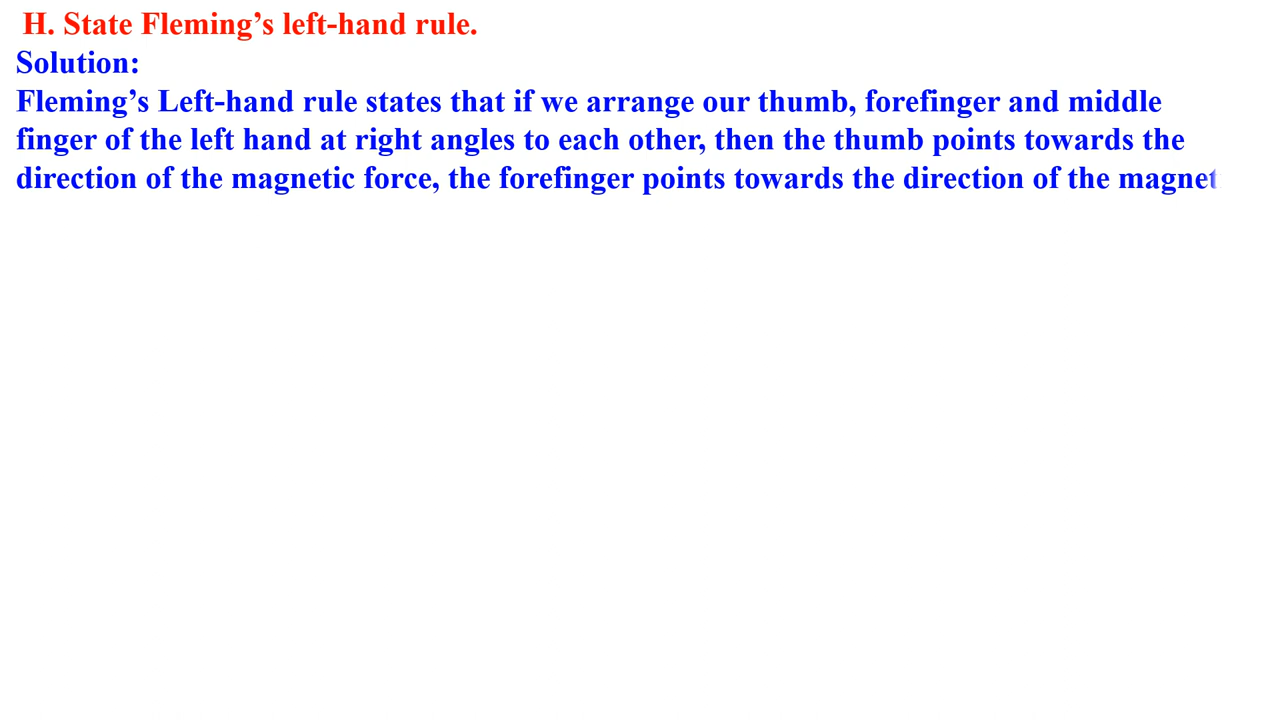 H. State Fleming’s left-hand rule.
Solution:
Fleming’s Left-hand rule states that if we arrange our thumb, forefinger and middle
finger of the left hand at right angles to each other, then the thumb points towards the
direction of the magnetic force, the forefinger points towards the direction of the magnet